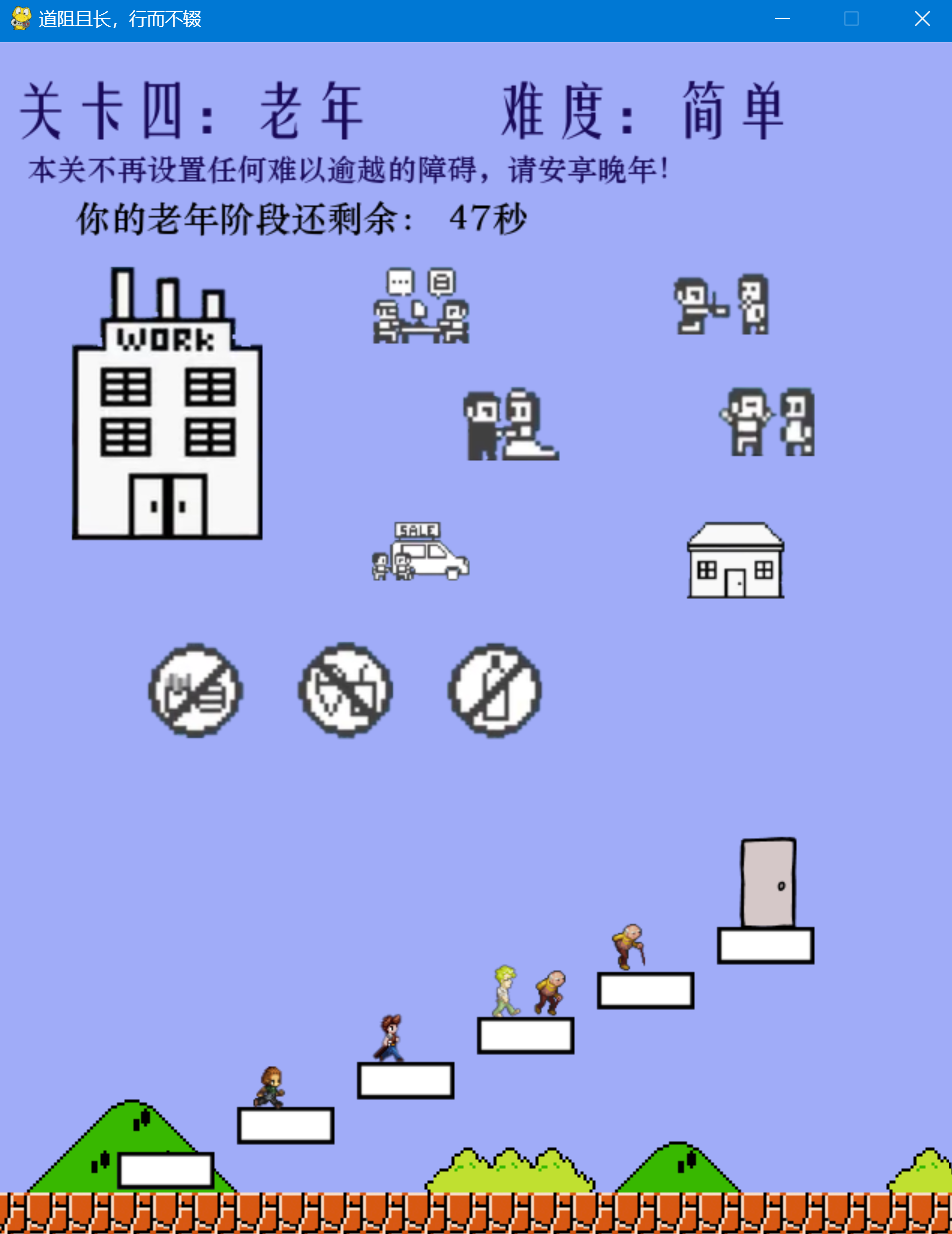 道阻且长，行而不辍
关卡四：老年 难度：简单
本关不再设置任何难以逾越的障碍，请安享晚年！
你的老年阶段还剩余： 47秒
WORK
SALE